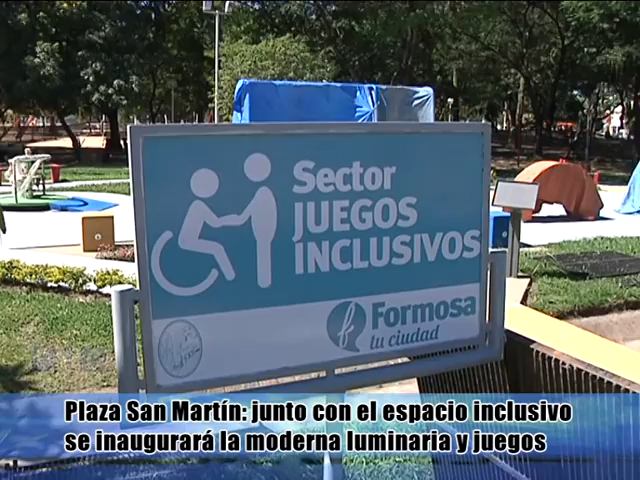 Sector
JUEGOS
INCLUSIVOS
Formosa
tu ciudad
Plaza San Martín: junto con el espacio inclusivo
se inaugurará la moderna luminaria y juegos